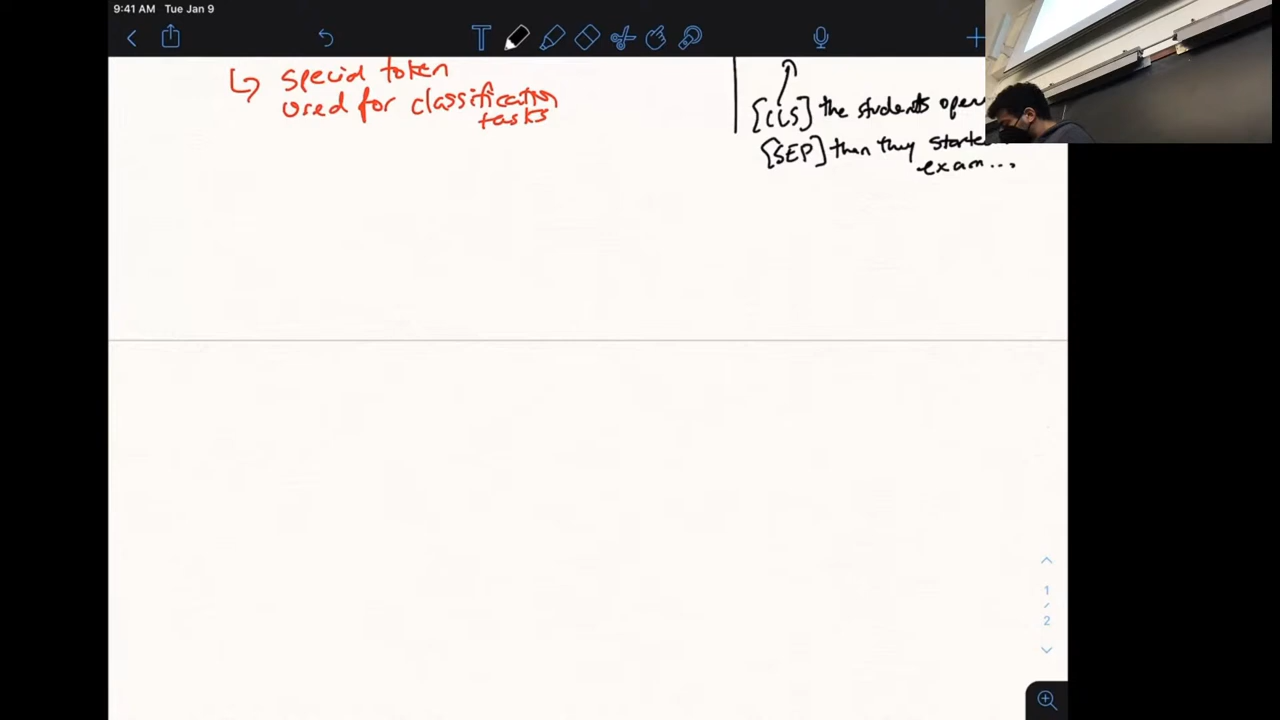 9:41 AM Tue Jan 9
special token
used for classification
tasks
[CLS] the students open
[SEP] then they started
exam...
1
/
2